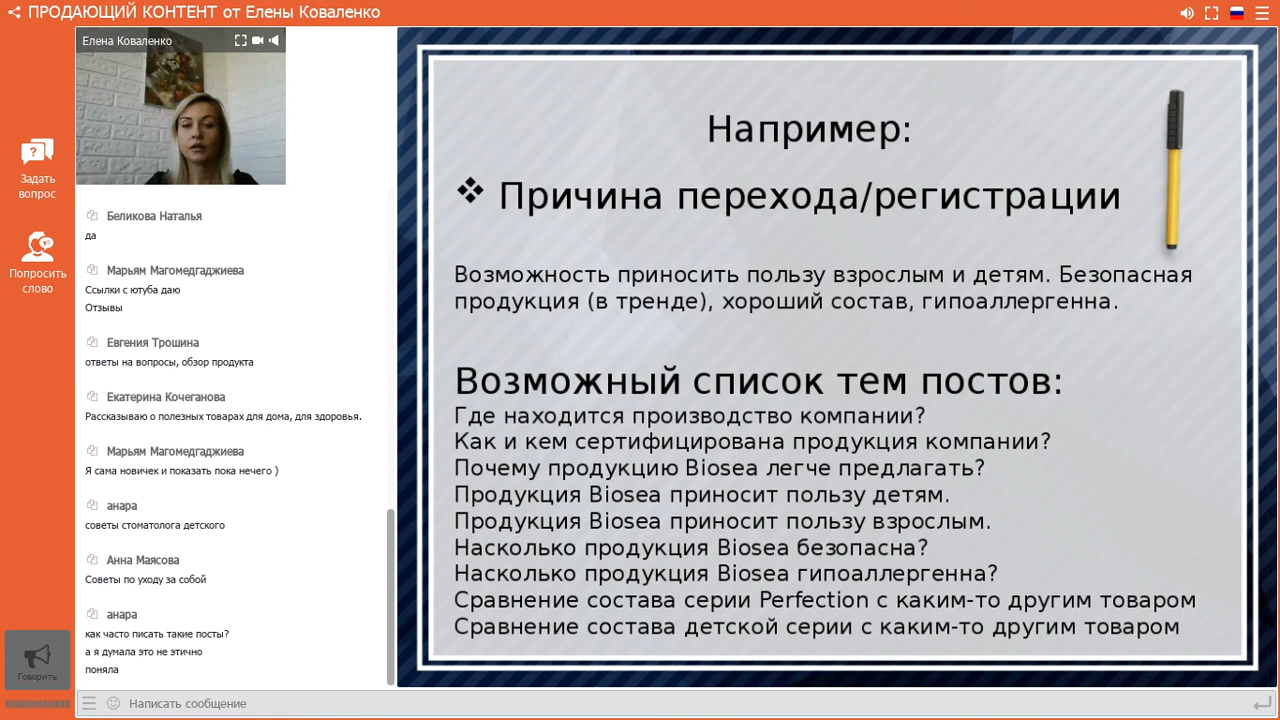 ПРОДАЮЩИЙ КОНТЕНТ от Елены Коваленко
Елена Коваленко
Задать
вопрос
Попросить
слово
Говорить
Беликова Наталья
да
Марьям Магомедгаджиева
Ссылки с ютуба даю
Отзывы
Евгения Трошина
ответы на вопросы, обзор продукта
Екатерина Кочеганова
Рассказываю о полезных товарах для дома, для здоровья.
Марьям Магомедгаджиева
Я сама новичек и показать пока нечего )
анара
советы стоматолога детского
Анна Маясова
Советы по уходу за собой
анара
как часто писать такие посты?
а я думала это не этично
поняла
Написать сообщение
Например:
❖ Причина перехода/регистрации
Возможность приносить пользу взрослым и детям. Безопасная
продукция (в тренде), хороший состав, гипоаллергенна.
Возможный список тем постов:
Где находится производство компании?
Как и кем сертифицирована продукция компании?
Почему продукцию Biosea легче предлагать?
Продукция Biosea приносит пользу детям.
Продукция Biosea приносит пользу взрослым.
Насколько продукция Biosea безопасна?
Насколько продукция Biosea гипоаллергенна?
Сравнение состава серии Perfection с каким-то другим товаром
Сравнение состава детской серии с каким-то другим товаром